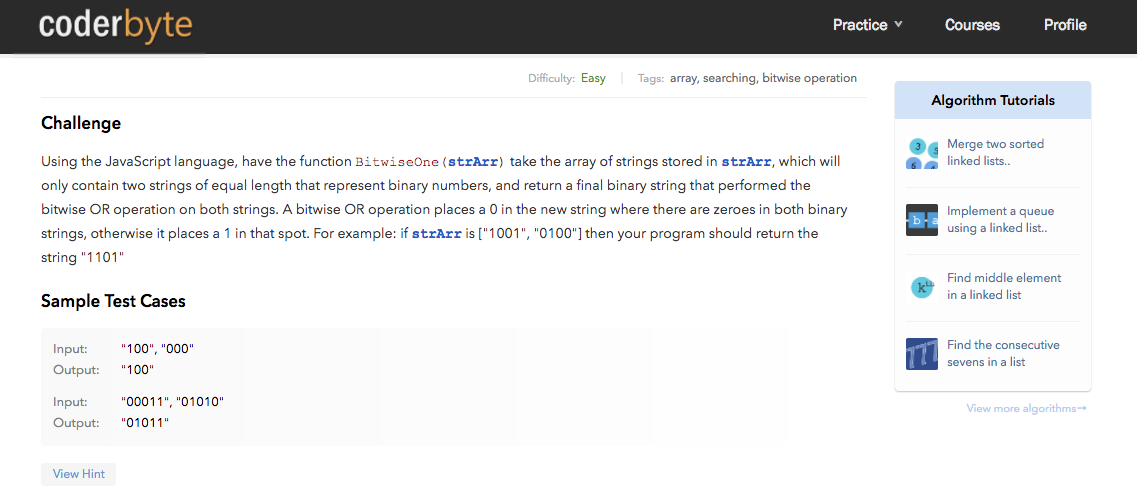 coderbyte
Practice
Courses
Profile
Difficulty: Easy | Tags: array, searching, bitwise operation
Challenge
Using the JavaScript language, have the function BitwiseOne(strArr) take the array of strings stored in strArr, which will
only contain two strings of equal length that represent binary numbers, and return a final binary string that performed the
bitwise OR operation on both strings. A bitwise OR operation places a 0 in the new string where there are zeroes in both binary
strings, otherwise it places a 1 in that spot. For example: if strArr is ["1001", "0100"] then your program should return the
string "1101"
Sample Test Cases
Input: "100", "000"
Output: "100"
Input: "00011", "01010"
Output: "01011"
View Hint
Algorithm Tutorials
Merge two sorted
linked lists..
Implement a queue
using a linked list..
Find middle element
in a linked list
Find the consecutive
sevens in a list
View more algorithms→